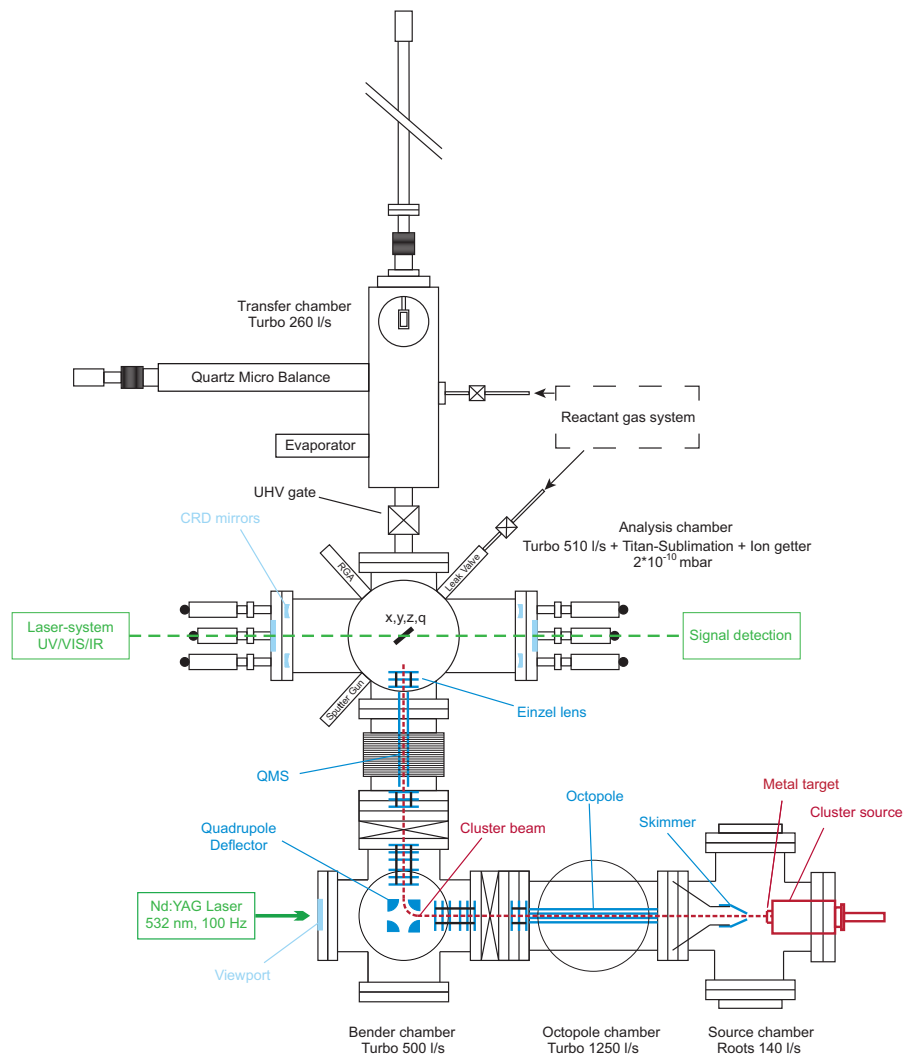 Transfer chamber
Turbo 260 l/s
Quartz Micro Balance
Reactant gas system
Evaporator
UHV gate
CRD mirrors
Analysis chamber
Turbo 510 l/s + Titan-Sublimation + Ion getter
2*10⁻¹⁰ mbar
RGA
Leak Valve
x,y,z,q
Laser-system
UV/VIS/IR
Signal detection
Sputter Gun
Einzel lens
QMS
Octopole
Metal target
Skimmer
Cluster source
Quadrupole
Deflector
Cluster beam
Nd:YAG Laser
532 nm, 100 Hz
Viewport
Bender chamber
Turbo 500 l/s
Octopole chamber
Turbo 1250 l/s
Source chamber
Roots 140 l/s